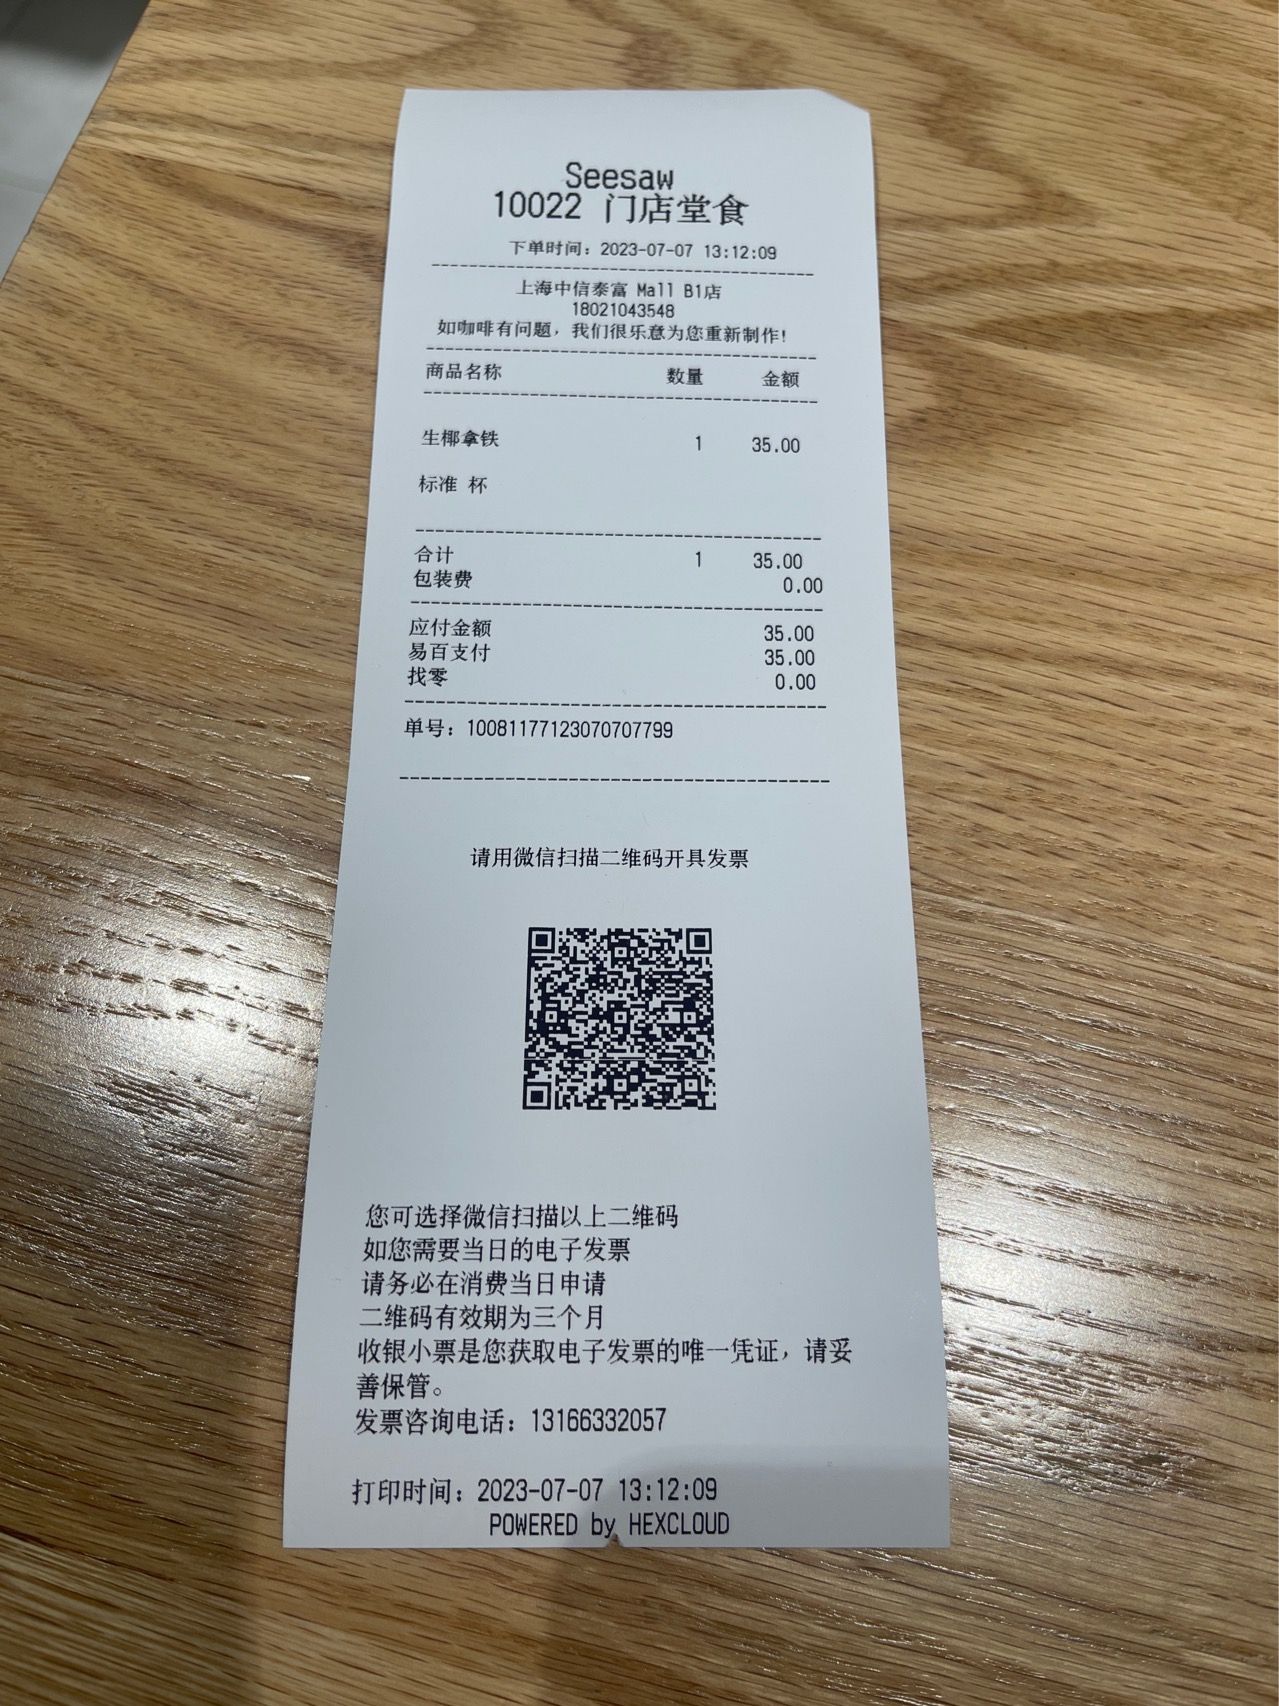 Seesaw
10022 门店堂食
下单时间：2023-07-07 13:12:09
上海中信泰富 Mall B1店
18021043548
如咖啡有问题，我们很乐意为您重新制作！
商品名称 数量 金额
生椰拿铁 1 35.00
标准 杯
合计 1 35.00
包装费 0.00
应付金额 35.00
易百支付 35.00
找零 0.00
单号：10081177123070707799
请用微信扫描二维码开具发票
您可选择微信扫描以上二维码
如您需要当日的电子发票
请务必在消费当日申请
二维码有效期为三个月
收银小票是您获取电子发票的唯一凭证，请妥
善保管。
发票咨询电话：13166332057
打印时间：2023-07-07 13:12:09
POWERED by HEXCLOUD